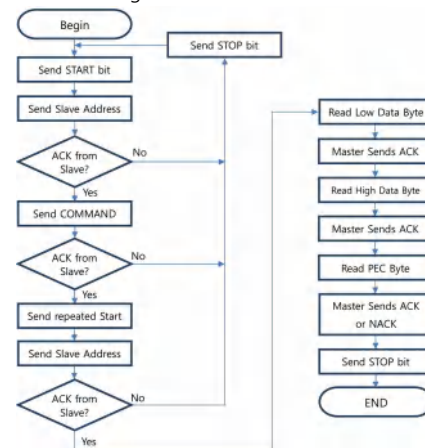 Begin
Send STOP bit
Send START bit
Send Slave Address
ACK from
Slave?
No
Yes
Send COMMAND
ACK from
Slave?
No
Yes
Send repeated Start
Send Slave Address
ACK from
Slave?
No
Yes
Read Low Data Byte
Master Sends ACK
Read High Data Byte
Master Sends ACK
Read PEC Byte
Master Sends ACK
or NACK
Send STOP bit
END